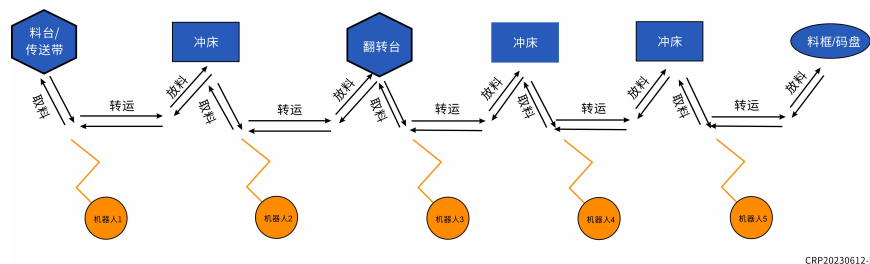 料台/
传送带
冲床
翻转台
冲床
冲床
料框/码盘
取料
转运
放料
取料
转运
放料
取料
转运
放料
取料
转运
放料
取料
转运
放料
机器人1
机器人2
机器人3
机器人4
机器人5
CRP20230612-